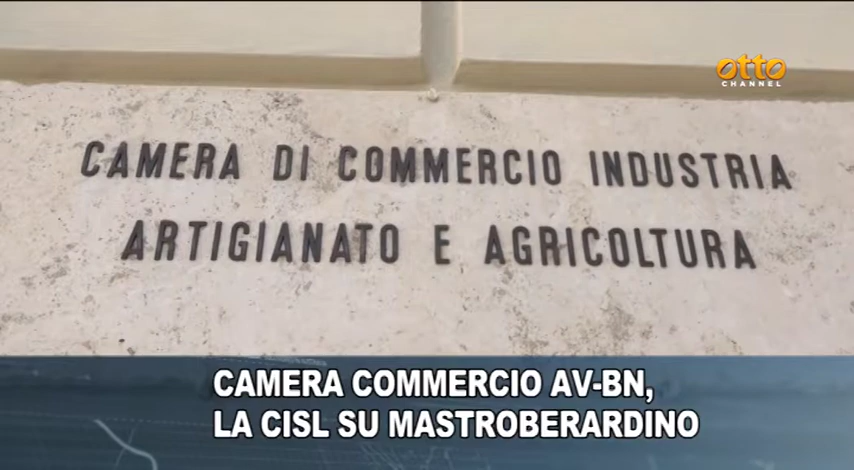 otto
CHANNEL
CAMERA DI COMMERCIO INDUSTRIA
ARTIGIANATO E AGRICOLTURA
CAMERA COMMERCIO AV-BN,
LA CISL SU MASTROBERARDINO